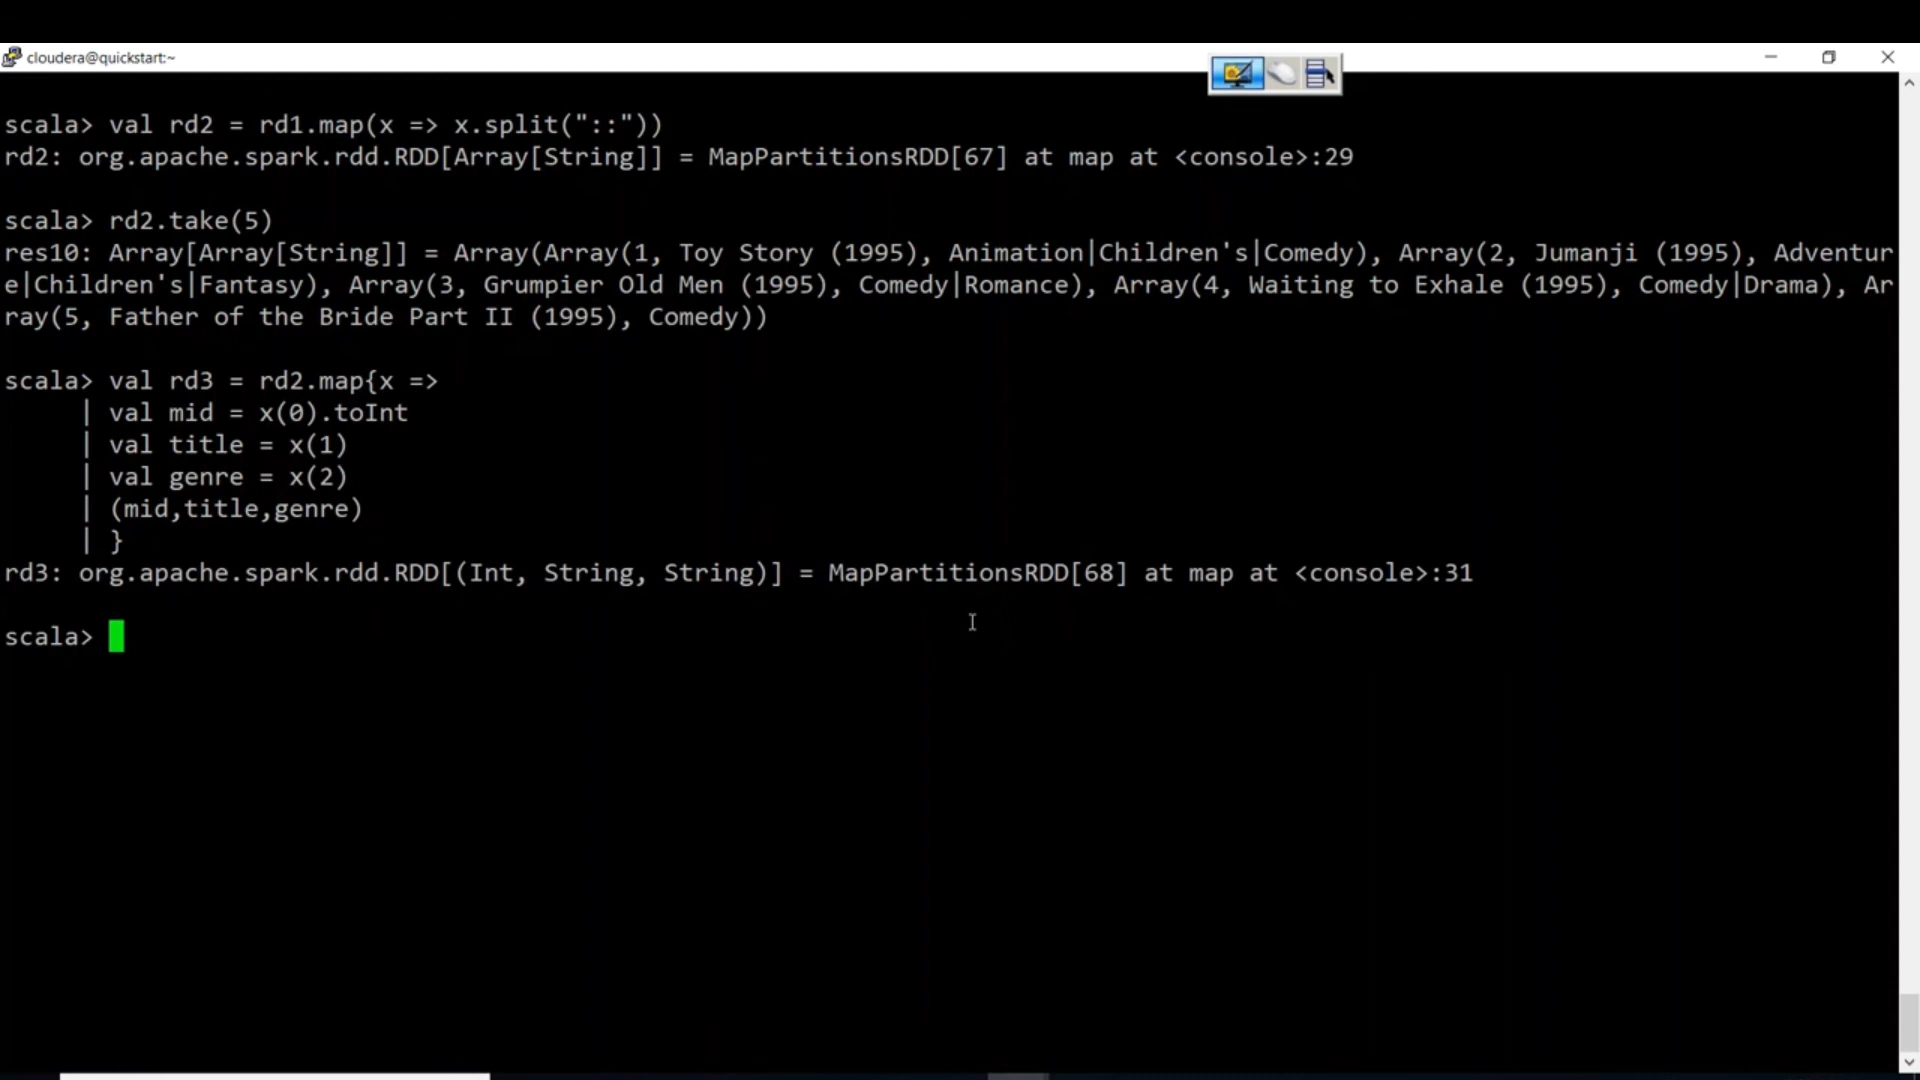 cloudera@quickstart:~
scala> val rd2 = rd1.map(x => x.split("::"))
rd2: org.apache.spark.rdd.RDD[Array[String]] = MapPartitionsRDD[67] at map at <console>:29
scala> rd2.take(5)
res10: Array[Array[String]] = Array(Array(1, Toy Story (1995), Animation|Children's|Comedy), Array(2, Jumanji (1995), Adventur
e|Children's|Fantasy), Array(3, Grumpier Old Men (1995), Comedy|Romance), Array(4, Waiting to Exhale (1995), Comedy|Drama), Ar
ray(5, Father of the Bride Part II (1995), Comedy))
scala> val rd3 = rd2.map{x =>
| val mid = x(0).toInt
| val title = x(1)
| val genre = x(2)
| (mid,title,genre)
| }
rd3: org.apache.spark.rdd.RDD[(Int, String, String)] = MapPartitionsRDD[68] at map at <console>:31
scala>